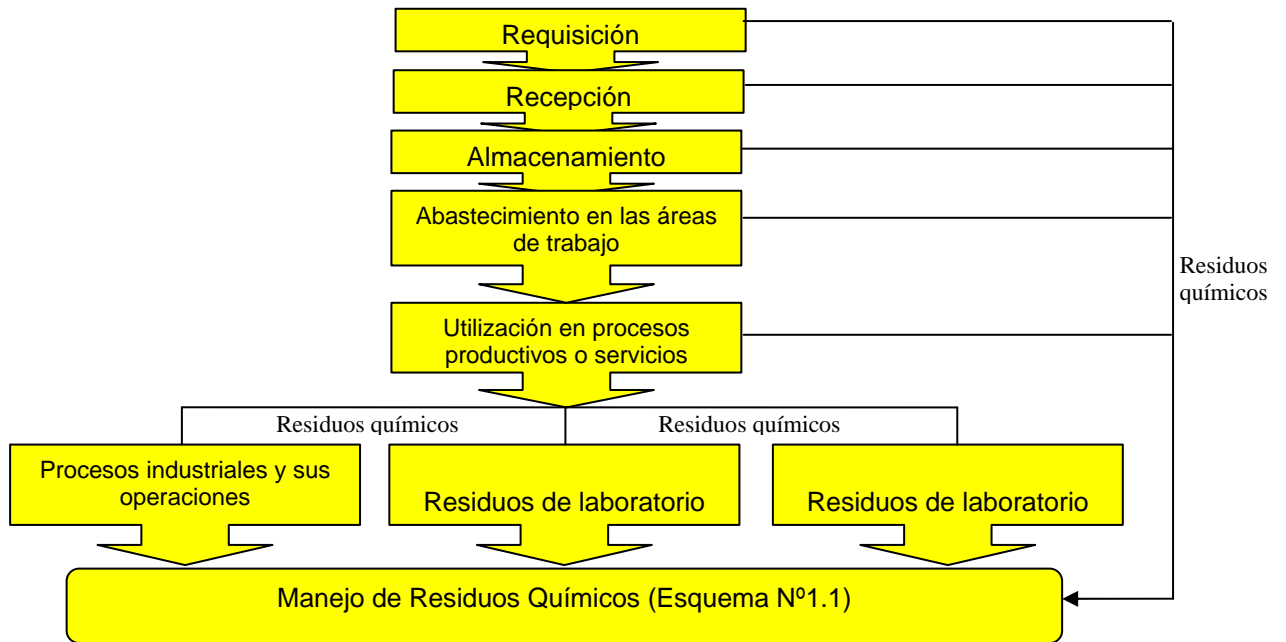 Requisición
Recepción
Almacenamiento
Abastecimiento en las áreas
de trabajo
Residuos
químicos
Utilización en procesos
productivos o servicios
Residuos químicos
Residuos químicos
Procesos industriales y sus
operaciones
Residuos de laboratorio
Residuos de laboratorio
Manejo de Residuos Químicos (Esquema Nº1.1)